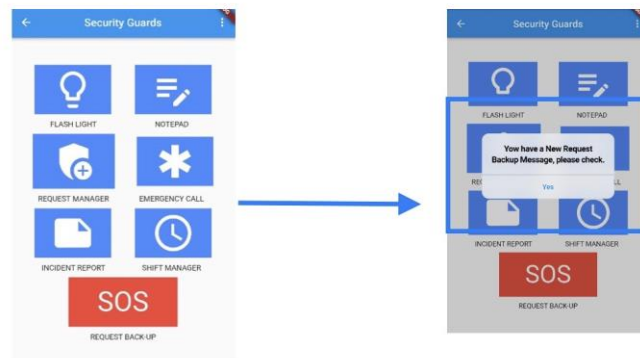 Security Guards
FLASH LIGHT
NOTEPAD
REQUEST MANAGER
EMERGENCY CALL
INCIDENT REPORT
SHIFT MANAGER
SOS
REQUEST BACK-UP
Security Guards
FLASH LIGHT
NOTEPAD
Yow have a New Request
Backup Message, please check.
Yes
INCIDENT REPORT
SHIFT MANAGER
SOS
REQUEST BACK-UP